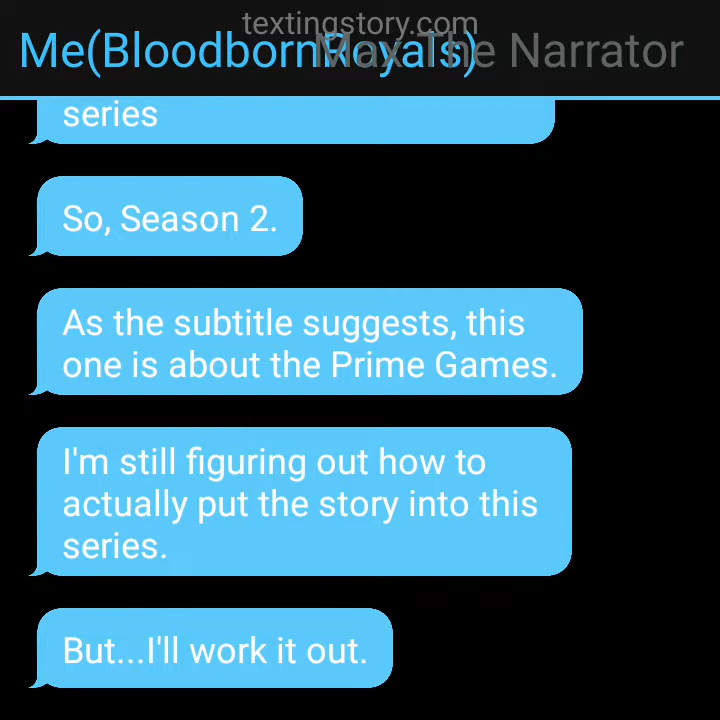 textingstory.com
Me(BloodbornRoyals)
Max The Narrator
series
So, Season 2.
As the subtitle suggests, this
one is about the Prime Games.
I'm still figuring out how to
actually put the story into this
series.
But...I'll work it out.